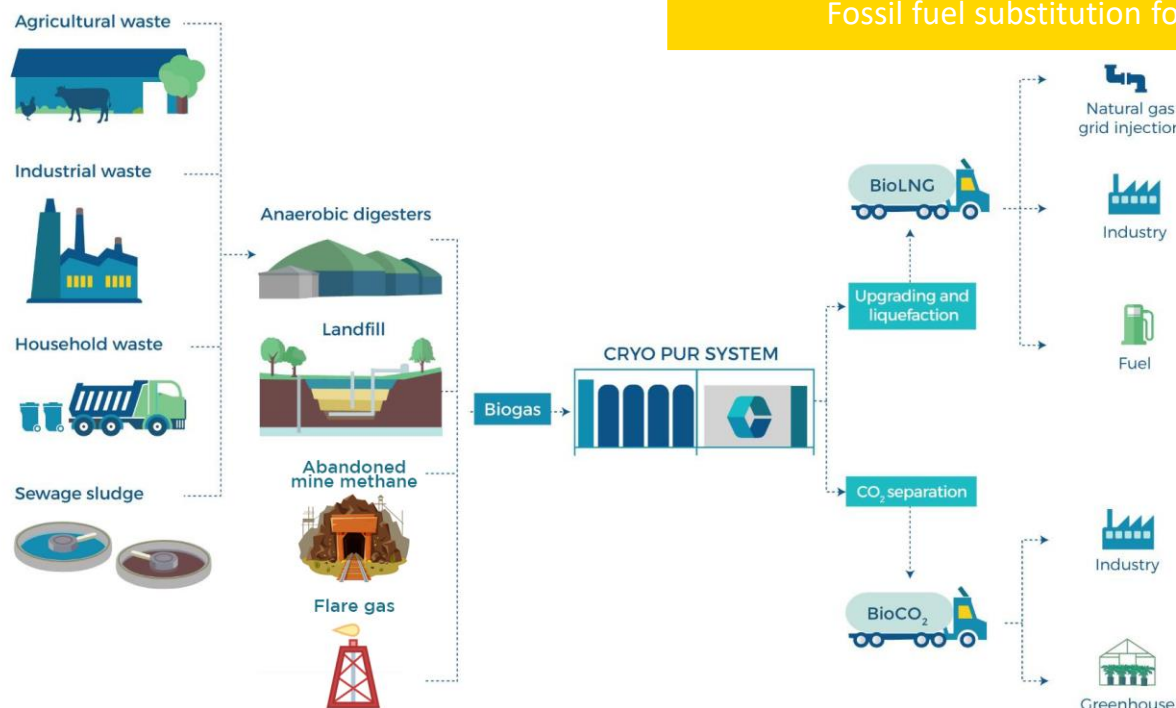 Fossil fuel substitution fo
Agricultural waste
Industrial waste
Household waste
Sewage sludge
Anaerobic digesters
Landfill
Abandoned
mine methane
Flare gas
Biogas
CRYO PUR SYSTEM
Upgrading and
liquefaction
BioLNG
Natural gas
grid injection
Industry
Fuel
CO₂ separation
BioCO₂
Industry
Greenhouse